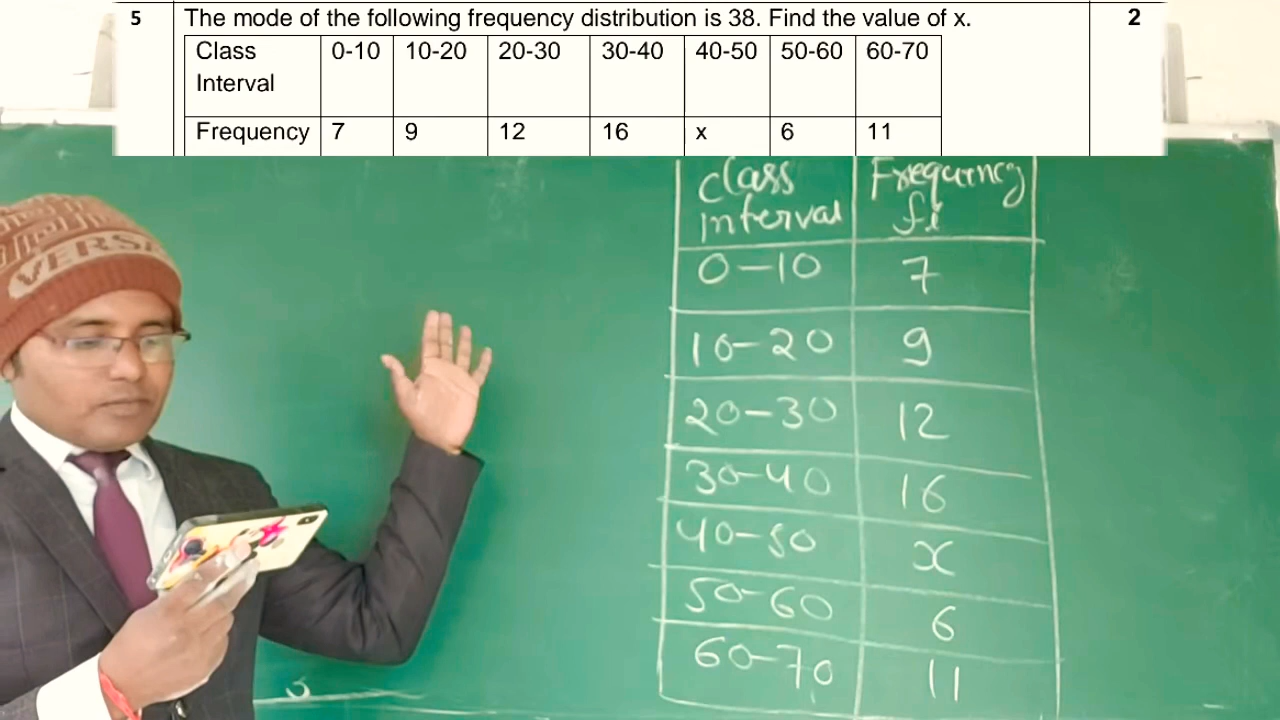 5 The mode of the following frequency distribution is 38. Find the value of x. 2
Class Interval 0-10 10-20 20-30 30-40 40-50 50-60 60-70
Frequency 7 9 12 16 x 6 11
VERS
class Frequency
interval fi
0-10 7
10-20 9
20-30 12
30-40 16
40-50 x
50-60 6
60-70 11